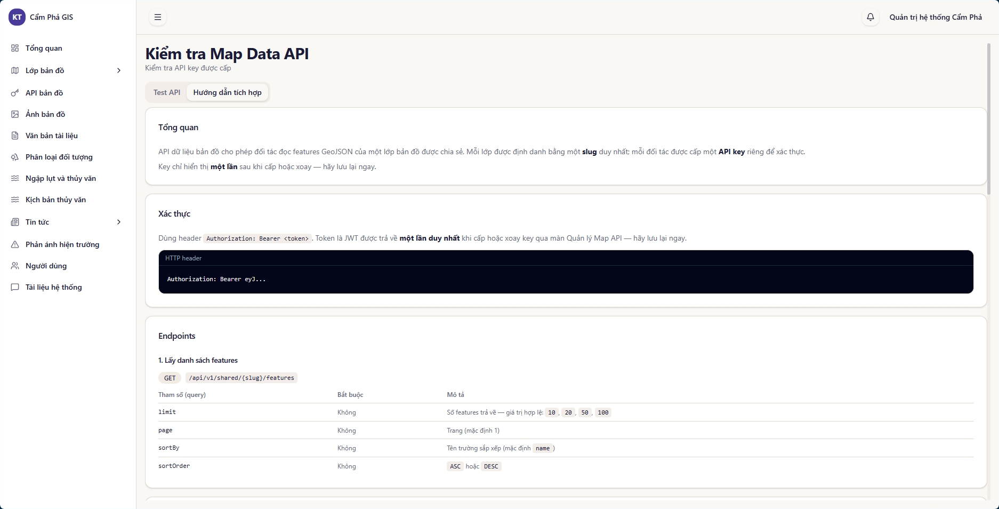 KT Cẩm Phả GIS
Quản trị hệ thống Cẩm Phả
Tổng quan
Lớp bản đồ
API bản đồ
Ảnh bản đồ
Văn bản tài liệu
Phân loại đối tượng
Ngập lụt và thủy văn
Kịch bản thủy văn
Tin tức
Phản ánh hiện trường
Người dùng
Tài liệu hệ thống
Kiểm tra Map Data API
Kiểm tra API key được cấp
Test API Hướng dẫn tích hợp
Tổng quan
API dữ liệu bản đồ cho phép đối tác đọc features GeoJSON của một lớp bản đồ được chia sẻ. Mỗi lớp được định danh bằng một slug duy nhất; mỗi đối tác được cấp một API key riêng để xác thực.
Key chỉ hiển thị một lần sau khi cấp hoặc xoay — hãy lưu lại ngay.
Xác thực
Dùng header Authorization: Bearer <token>. Token là JWT được trả về một lần duy nhất khi cấp hoặc xoay key qua màn Quản lý Map API — hãy lưu lại ngay.
HTTP header
Authorization: Bearer eyJ...
Endpoints
1. Lấy danh sách features
GET /api/v1/shared/{slug}/features
Tham số (query) Bắt buộc Mô tả
limit Không Số features trả về — giá trị hợp lệ: 10, 20, 50, 100
page Không Trang (mặc định 1)
sortBy Không Tên trường sắp xếp (mặc định name)
sortOrder Không ASC hoặc DESC